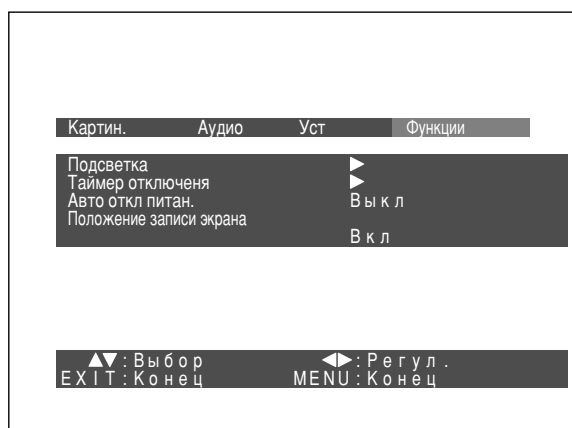 Картин. Аудио Уст Функции
Подсветка ▶
Таймер отключеня ▶
Авто откл питан. Выкл
Положение записи экрана
Вкл
▲▼:Выбор ◀▶:Регул.
EXIT:Конец MENU:Конец